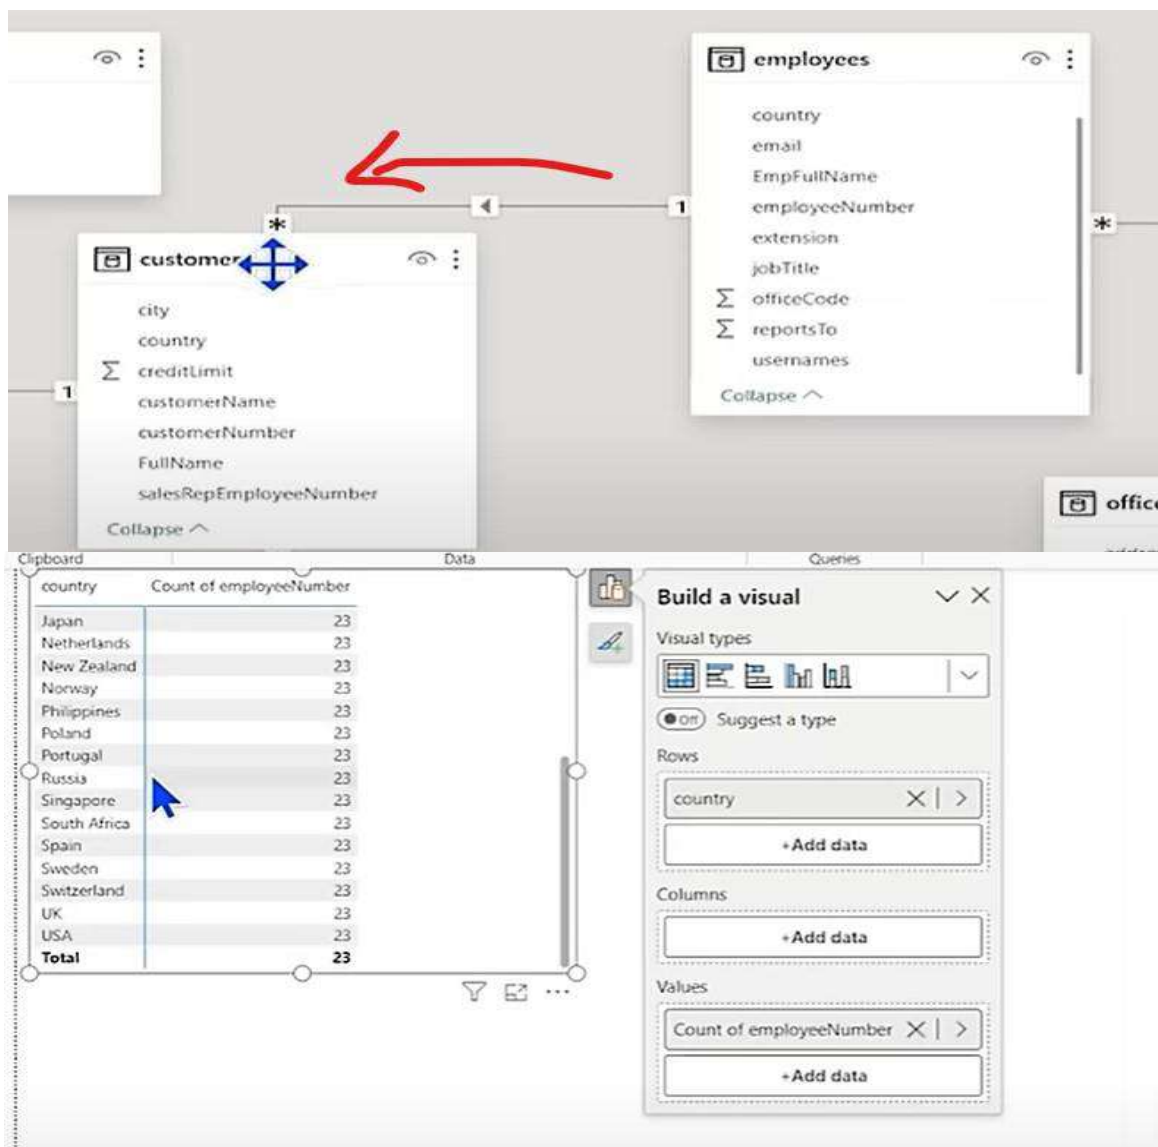 employees
country
email
EmpFullName
employeeNumber
extension
jobTitle
officeCode
reportsTo
usernames
Collapse
1
*
*
customer
city
country
creditLimit
customerName
customerNumber
FullName
salesRepEmployeeNumber
Collapse
1
office
Clipboard
Data
Queries
country Count of employeeNumber
Japan 23
Netherlands 23
New Zealand 23
Norway 23
Philippines 23
Poland 23
Portugal 23
Russia 23
Singapore 23
South Africa 23
Spain 23
Sweden 23
Switzerland 23
UK 23
USA 23
Total 23
Build a visual
Visual types
Off Suggest a type
Rows
country
+Add data
Columns
+Add data
Values
Count of employeeNumber
+Add data